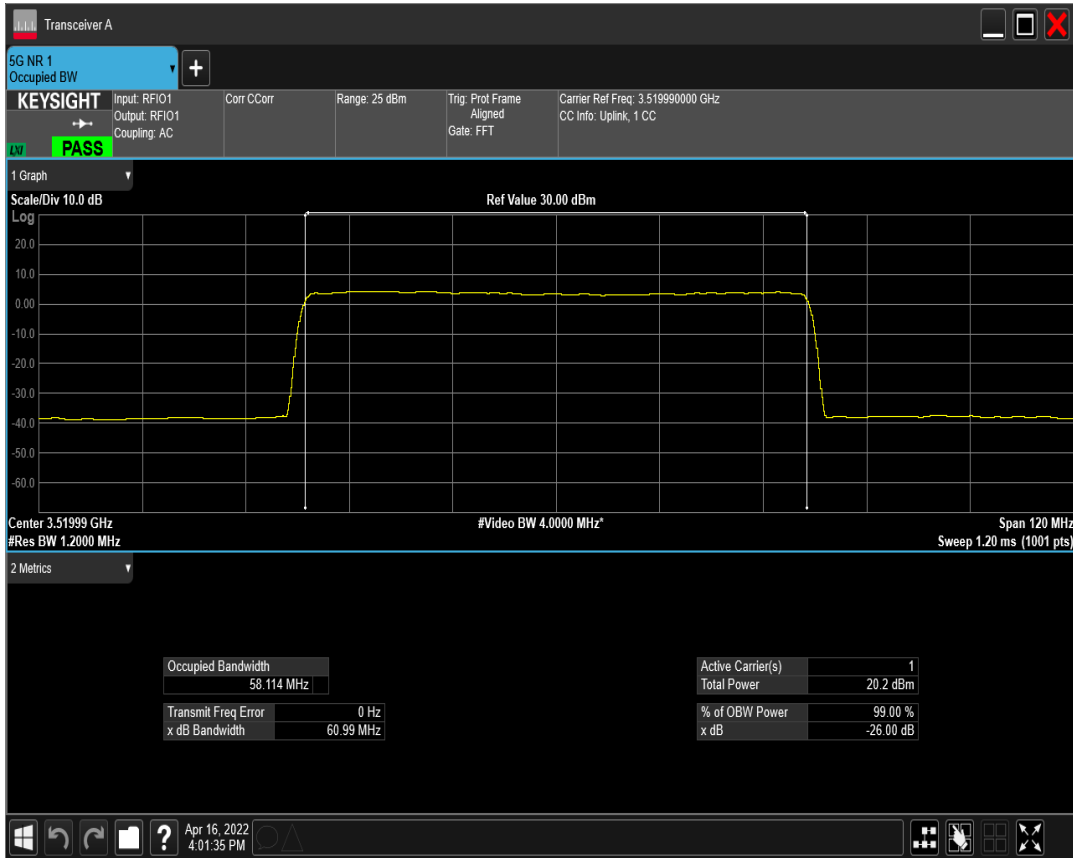 Transceiver A
5G NR 1
Occupied BW
KEYSIGHT
LXI
PASS
Input: RFIO1
Output: RFIO1
Coupling: AC
Corr CCorr
Range: 25 dBm
Trig: Prot Frame
Aligned
Gate: FFT
Carrier Ref Freq: 3.519990000 GHz
CC Info: Uplink, 1 CC
1 Graph
Scale/Div 10.0 dB
Ref Value 30.00 dBm
Log
20.0
10.0
0.00
-10.0
-20.0
-30.0
-40.0
-50.0
-60.0
Center 3.51999 GHz
#Video BW 4.0000 MHz*
Span 120 MHz
#Res BW 1.2000 MHz
Sweep 1.20 ms (1001 pts)
2 Metrics
Occupied Bandwidth
58.114 MHz
Transmit Freq Error 0 Hz
x dB Bandwidth 60.99 MHz
Active Carrier(s) 1
Total Power 20.2 dBm
% of OBW Power 99.00 %
x dB -26.00 dB
?
Apr 16, 2022
4:01:35 PM